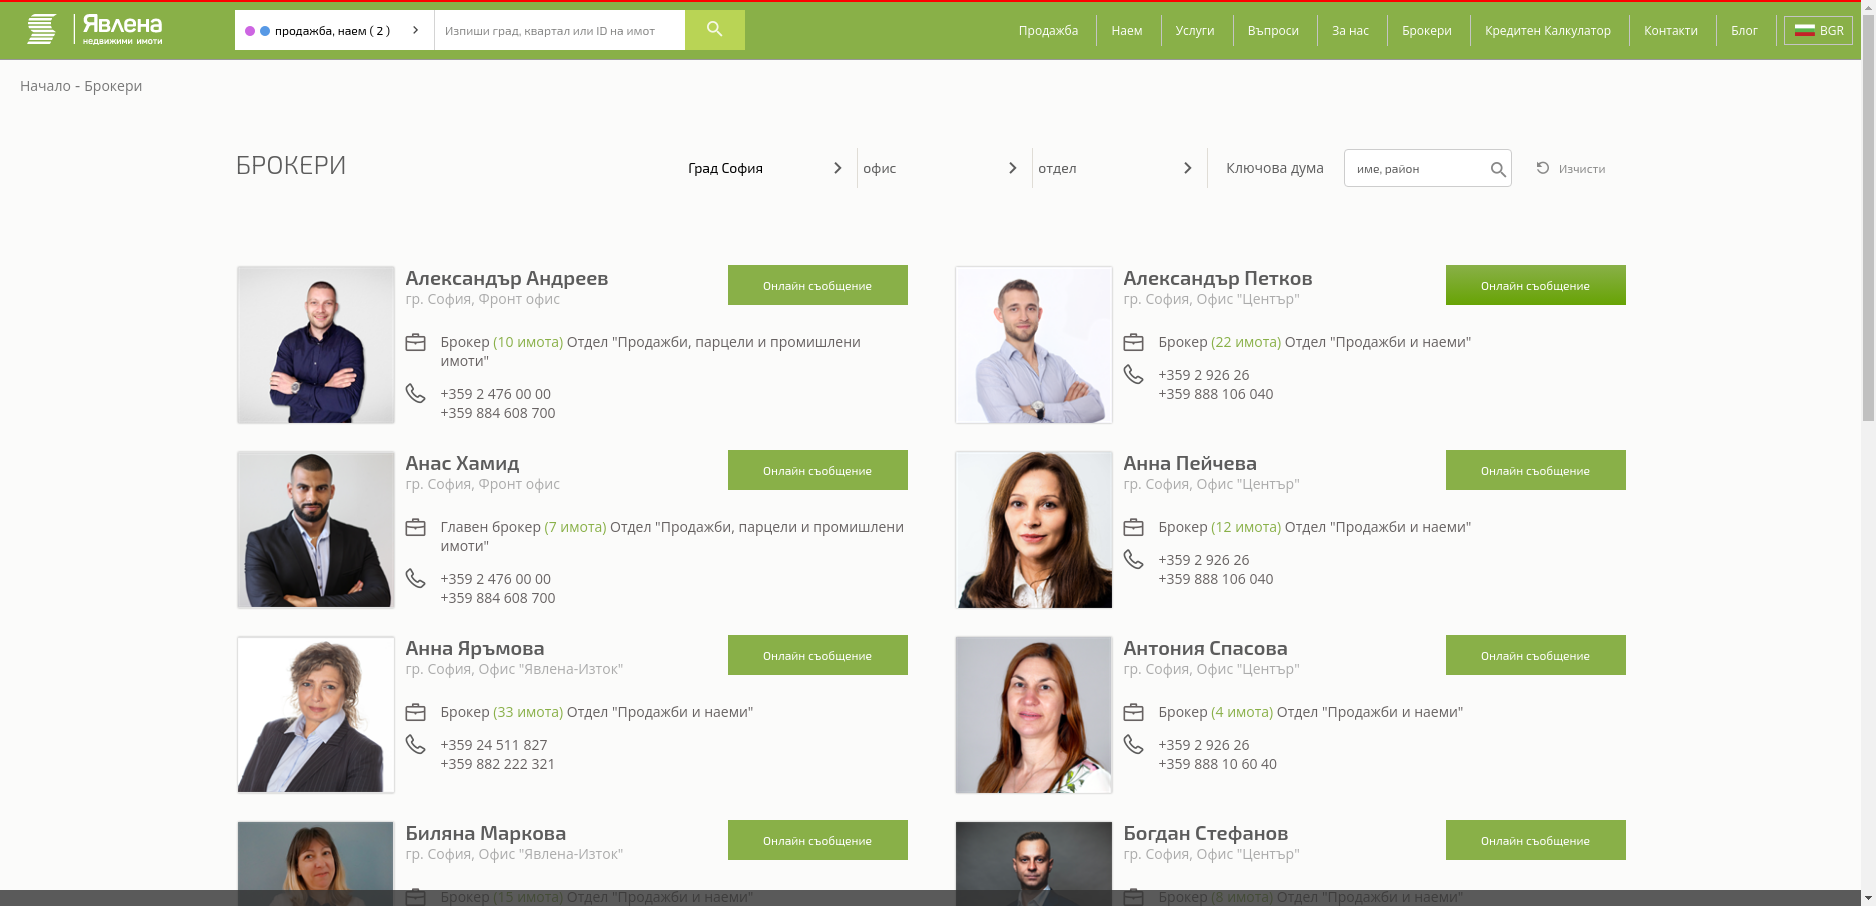 Явлена
недвижими имоти
продажба, наем ( 2 )
Изпиши град, квартал или ID на имот
Продажба
Наем
Услуги
Въпроси
За нас
Брокери
Кредитен Калкулатор
Контакти
Блог
BGR
Начало - Брокери
БРОКЕРИ
Град София
офис
отдел
Ключова дума
име, район
Изчисти
Александър Андреев
гр. София, Фронт офис
Онлайн съобщение
Брокер (10 имота) Отдел "Продажби, парцели и промишлени
имоти"
+359 2 476 00 00
+359 884 608 700
Александър Петков
гр. София, Офис "Център"
Онлайн съобщение
Брокер (22 имота) Отдел "Продажби и наеми"
+359 2 926 26
+359 888 106 040
Анас Хамид
гр. София, Фронт офис
Онлайн съобщение
Главен брокер (7 имота) Отдел "Продажби, парцели и промишлени
имоти"
+359 2 476 00 00
+359 884 608 700
Анна Пейчева
гр. София, Офис "Център"
Онлайн съобщение
Брокер (12 имота) Отдел "Продажби и наеми"
+359 2 926 26
+359 888 106 040
Анна Яръмова
гр. София, Офис "Явлена-Изток"
Онлайн съобщение
Брокер (33 имота) Отдел "Продажби и наеми"
+359 24 511 827
+359 882 222 321
Антония Спасова
гр. София, Офис "Център"
Онлайн съобщение
Брокер (4 имота) Отдел "Продажби и наеми"
+359 2 926 26
+359 888 10 60 40
Биляна Маркова
гр. София, Офис "Явлена-Изток"
Онлайн съобщение
Брокер (15 имота) Отдел "Продажби и наеми"
Богдан Стефанов
гр. София, Офис "Център"
Онлайн съобщение
Брокер (8 имота) Отдел "Продажби и наеми"